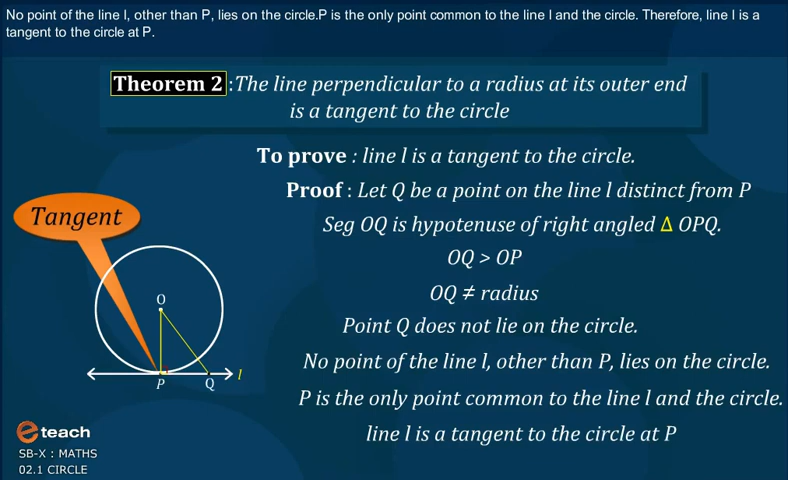 No point of the line l, other than P, lies on the circle.P is the only point common to the line l and the circle. Therefore, line l is a
tangent to the circle at P.
Theorem 2 :The line perpendicular to a radius at its outer end
is a tangent to the circle
To prove : line l is a tangent to the circle.
Proof : Let Q be a point on the line l distinct from P
Tangent
Seg OQ is hypotenuse of right angled Δ OPQ.
OQ > OP
OQ ≠ radius
O
Point Q does not lie on the circle.
No point of the line l, other than P, lies on the circle.
P Q l
P is the only point common to the line l and the circle.
line l is a tangent to the circle at P
eteach
SB-X : MATHS
02.1 CIRCLE